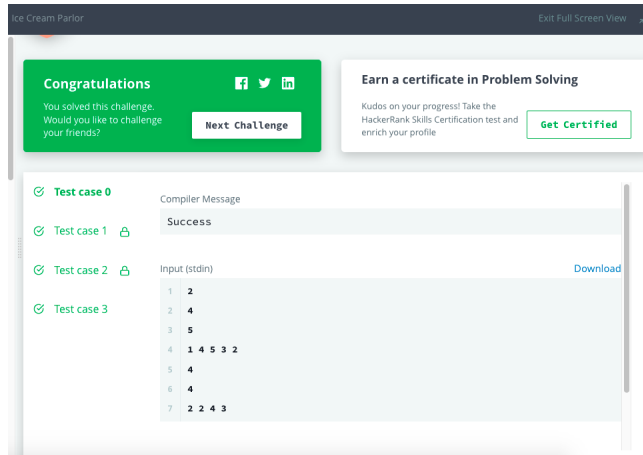 Ice Cream Parlor
Exit Full Screen View
Congratulations
You solved this challenge.
Would you like to challenge
your friends?
Next Challenge
Earn a certificate in Problem Solving
Kudos on your progress! Take the
HackerRank Skills Certification test and
enrich your profile
Get Certified
Test case 0
Test case 1
Test case 2
Test case 3
Compiler Message
Success
Input (stdin)
Download
1 2
2 4
3 5
4 1 4 5 3 2
5 4
6 4
7 2 2 4 3